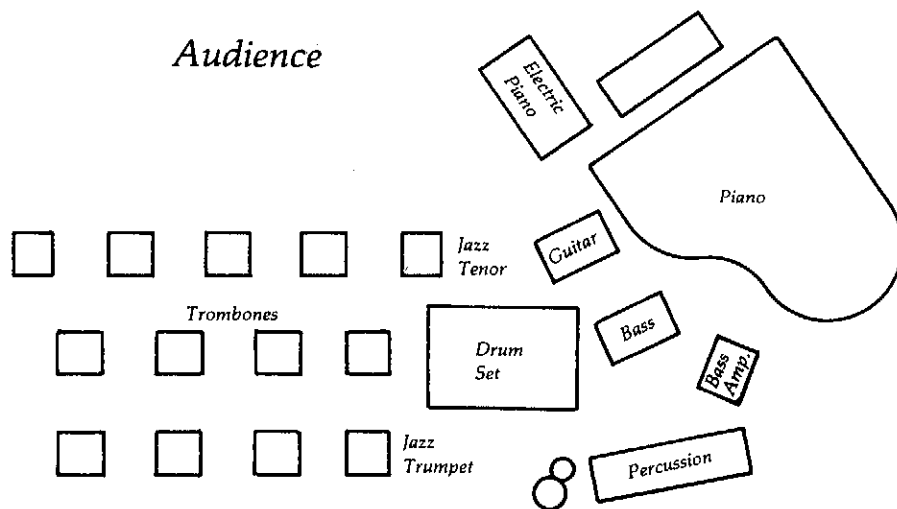 Audience
Electric
Piano
Piano
Jazz
Tenor
Guitar
Trombones
Bass
Drum
Set
Bass
Amp.
Jazz
Trumpet
Percussion